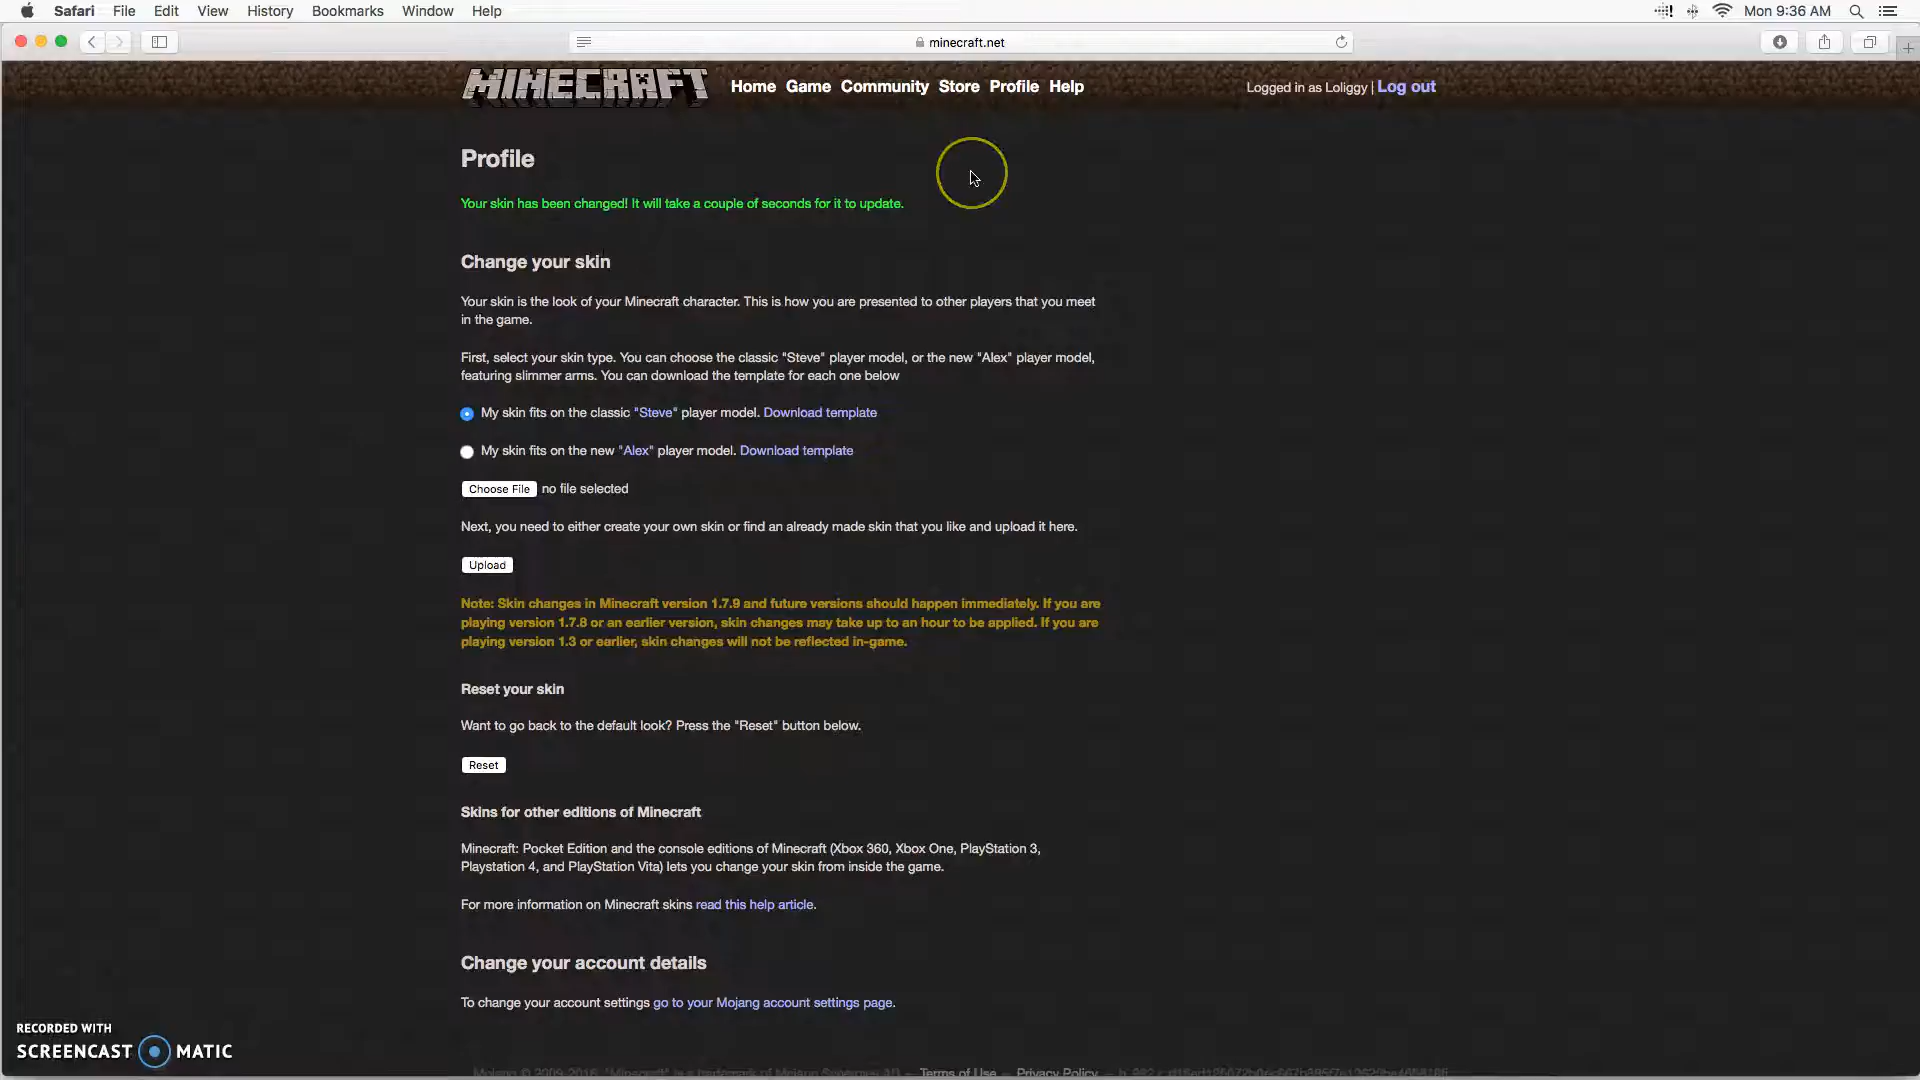 Safari File Edit View History Bookmarks Window Help Mon 9:36 AM
minecraft.net
MINECRAFT Home Game Community Store Profile Help Logged in as Loliggy | Log out
Profile
Your skin has been changed! It will take a couple of seconds for it to update.
Change your skin
Your skin is the look of your Minecraft character. This is how you are presented to other players that you meet
in the game.
First, select your skin type. You can choose the classic "Steve" player model, or the new "Alex" player model,
featuring slimmer arms. You can download the template for each one below
My skin fits on the classic "Steve" player model. Download template
My skin fits on the new "Alex" player model. Download template
Choose File no file selected
Next, you need to either create your own skin or find an already made skin that you like and upload it here.
Upload
Note: Skin changes in Minecraft version 1.7.9 and future versions should happen immediately. If you are
playing version 1.7.8 or an earlier version, skin changes may take up to an hour to be applied. If you are
playing version 1.3 or earlier, skin changes will not be reflected in-game.
Reset your skin
Want to go back to the default look? Press the "Reset" button below.
Reset
Skins for other editions of Minecraft
Minecraft: Pocket Edition and the console editions of Minecraft (Xbox 360, Xbox One, PlayStation 3,
Playstation 4, and PlayStation Vita) lets you change your skin from inside the game.
For more information on Minecraft skins read this help article.
Change your account details
To change your account settings go to your Mojang account settings page.
RECORDED WITH
SCREENCAST MATIC
Mojang © 2009-2016. "Minecraft" is a trademark of Mojang Synergies AB — Terms of Use — Privacy Policy —